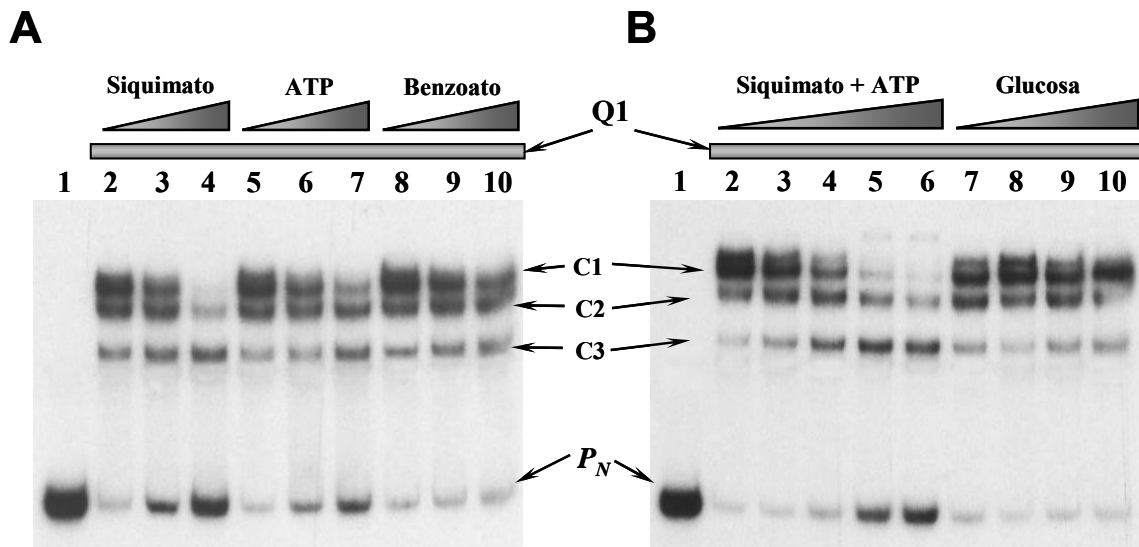 A
B
Siquimato ATP Benzoato
Q1
Siquimato + ATP Glucosa
1 2 3 4 5 6 7 8 9 10
1 2 3 4 5 6 7 8 9 10
C1
C2
C3
PN